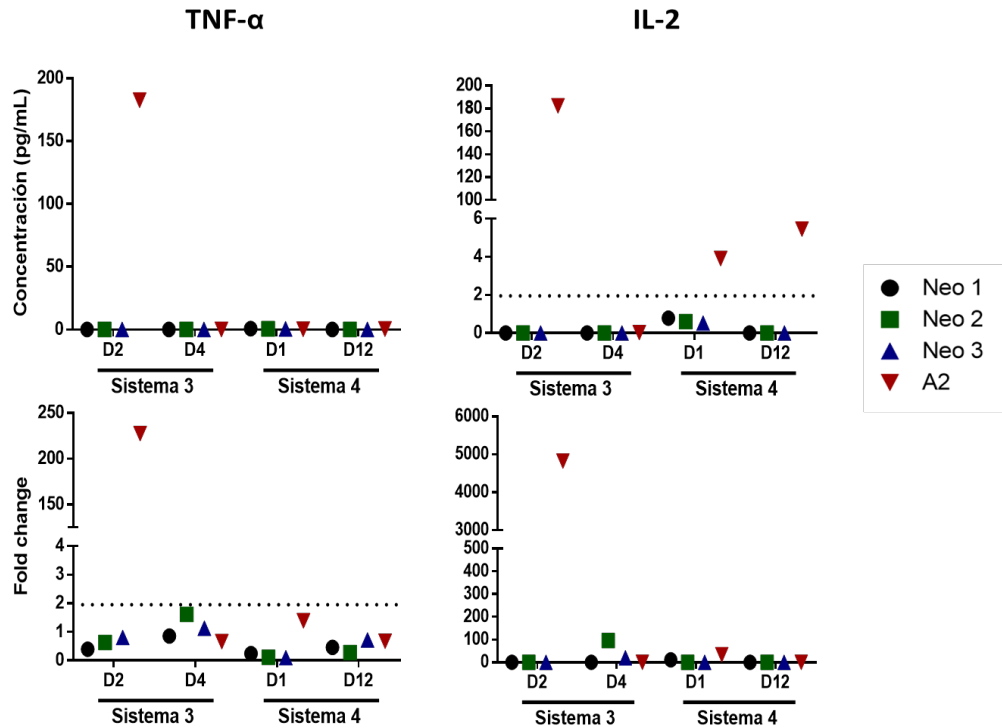 TNF-α
IL-2
Concentración (pg/mL)
200
150
100
50
0
D2 D4 D1 D12
Sistema 3 Sistema 4
200
180
160
140
120
100
6
4
2
0
D2 D4 D1 D12
Sistema 3 Sistema 4
Neo 1
Neo 2
Neo 3
A2
Fold change
250
200
150
4
3
2
1
0
D2 D4 D1 D12
Sistema 3 Sistema 4
6000
5000
4000
3000
500
400
300
200
100
0
D2 D4 D1 D12
Sistema 3 Sistema 4